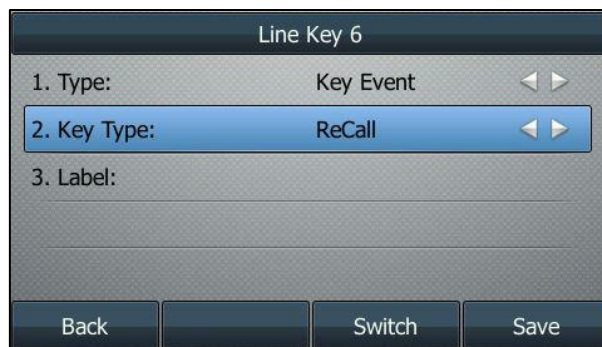 Line Key 6
1. Type: Key Event
2. Key Type: ReCall
3. Label:
Back Switch Save